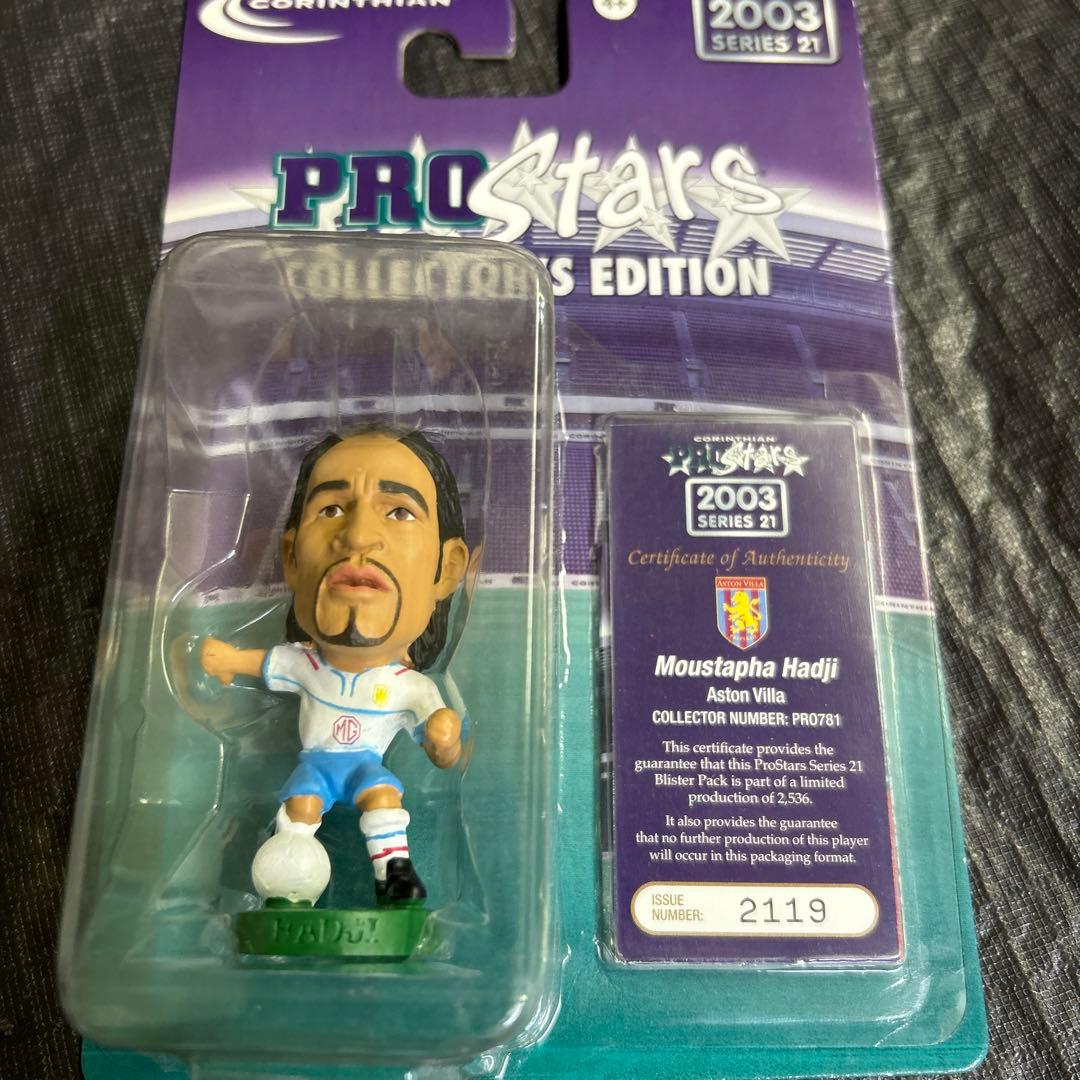 CORINTHIAN
2003
SERIES 21
PROStars
COLLECTOR'S EDITION
CORINTHIAN
PROStars
2003
SERIES 21
Certificate of Authenticity
ASTON VILLA
Moustapha Hadji
Aston Villa
COLLECTOR NUMBER: PRO781
This certificate provides the
guarantee that this ProStars Series 21
Blister Pack is part of a limited
production of 2,536.
It also provides the guarantee
that no further production of this player
will occur in this packaging format.
ISSUE
NUMBER: 2119
MG
HADJI